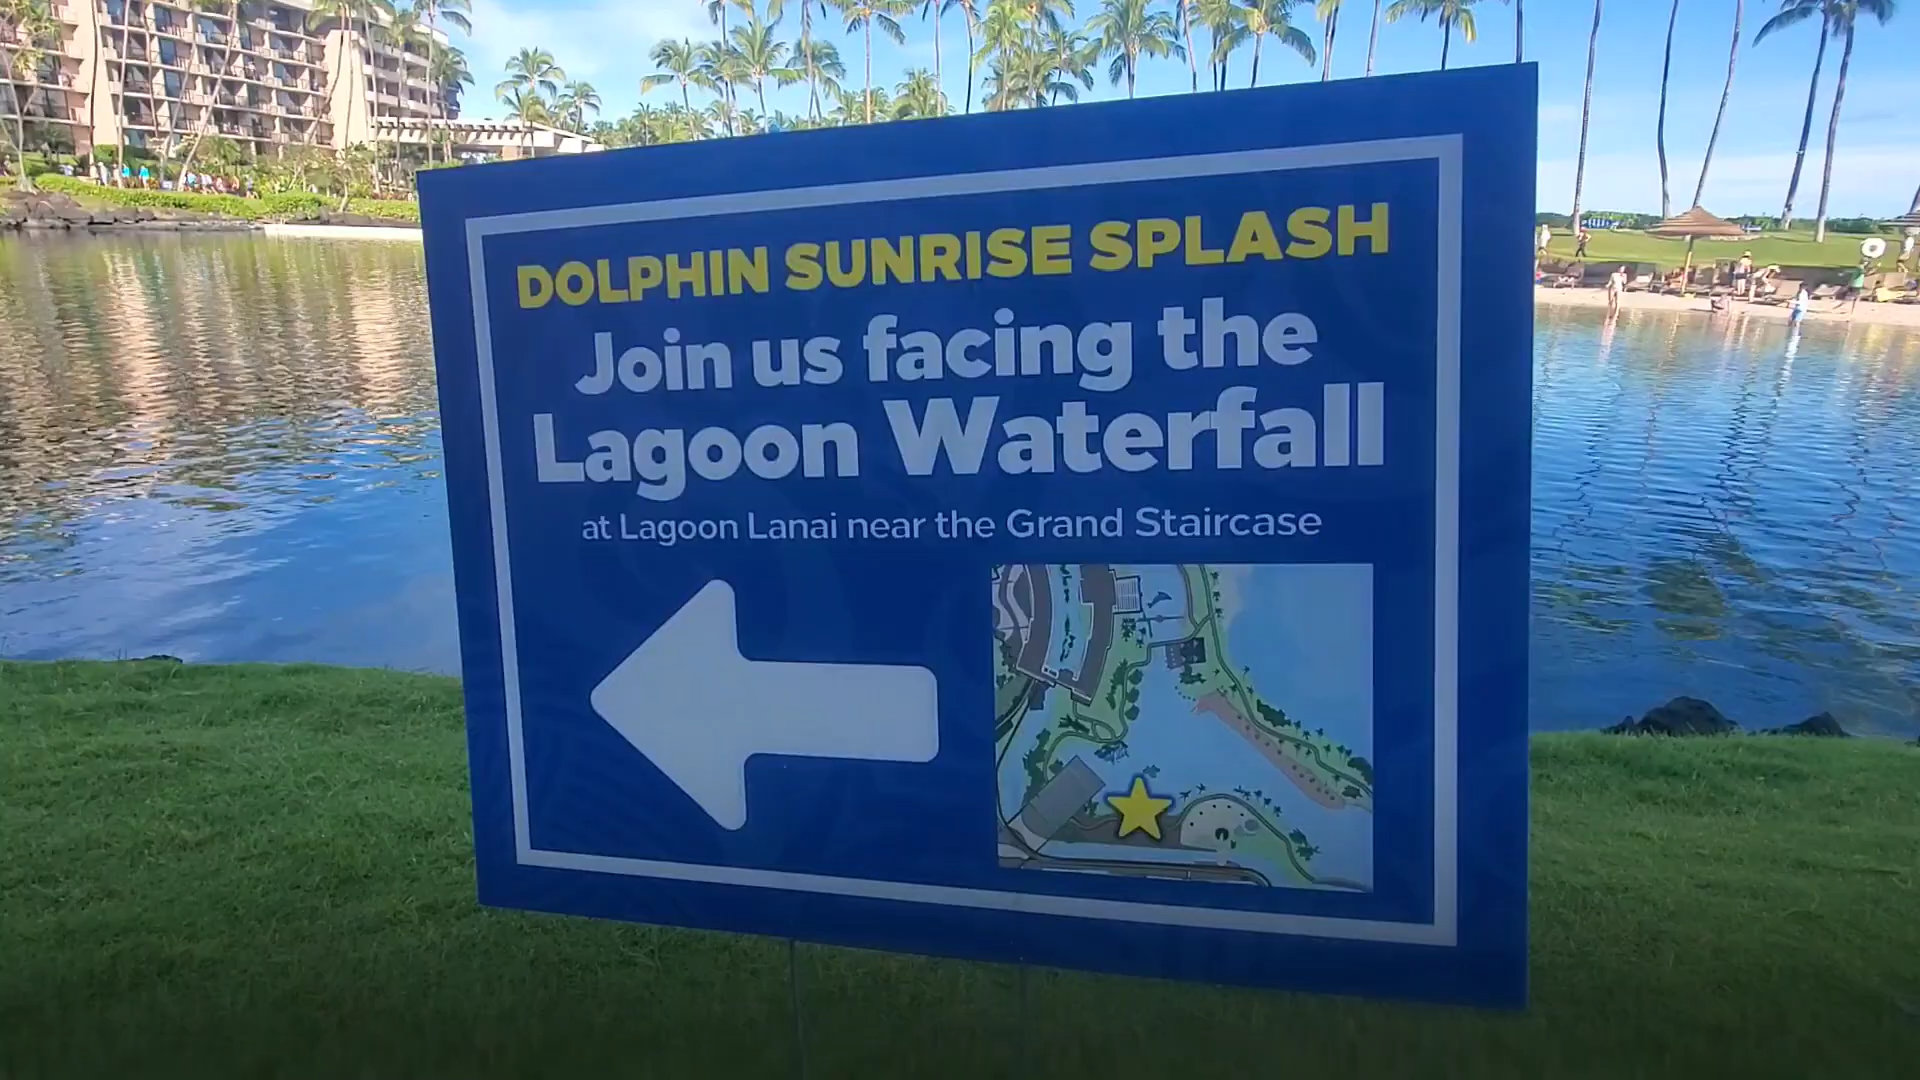 DOLPHIN SUNRISE SPLASH
Join us facing the
Lagoon Waterfall
at Lagoon Lanai near the Grand Staircase